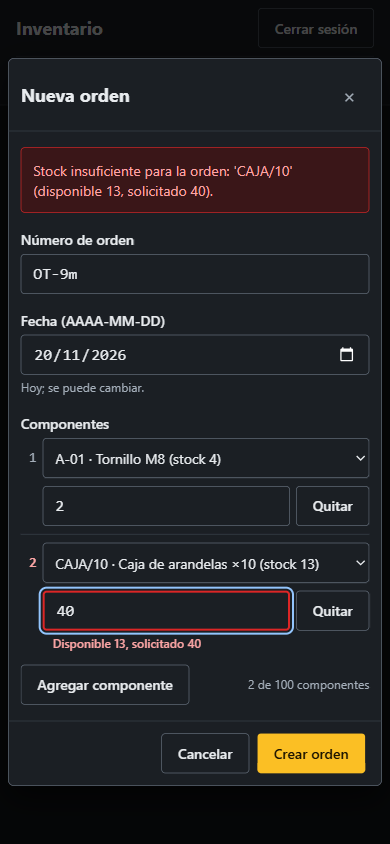 Inventario
Cerrar sesión
Nueva orden
×
Stock insuficiente para la orden: 'CAJA/10'
(disponible 13, solicitado 40).
Número de orden
OT-9m
Fecha (AAAA-MM-DD)
20/11/2026
Hoy; se puede cambiar.
Componentes
1
A-01 · Tornillo M8 (stock 4)
2
Quitar
2
CAJA/10 · Caja de arandelas ×10 (stock 13)
40
Quitar
Disponible 13, solicitado 40
Agregar componente
2 de 100 componentes
Cancelar
Crear orden